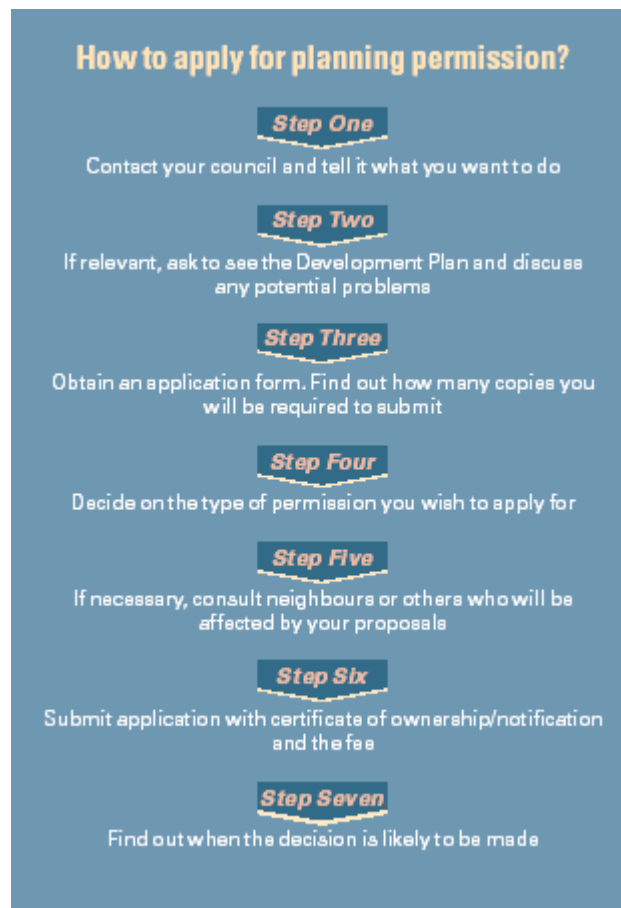 How to apply for planning permission?
Step One
Contact your council and tell it what you want to do
Step Two
If relevant, ask to see the Development Plan and discuss
any potential problems
Step Three
Obtain an application form. Find out how many copies you
will be required to submit
Step Four
Decide on the type of permission you wish to apply for
Step Five
If necessary, consult neighbours or others who will be
affected by your proposals
Step Six
Submit application with certificate of ownership/notification
and the fee
Step Seven
Find out when the decision is likely to be made